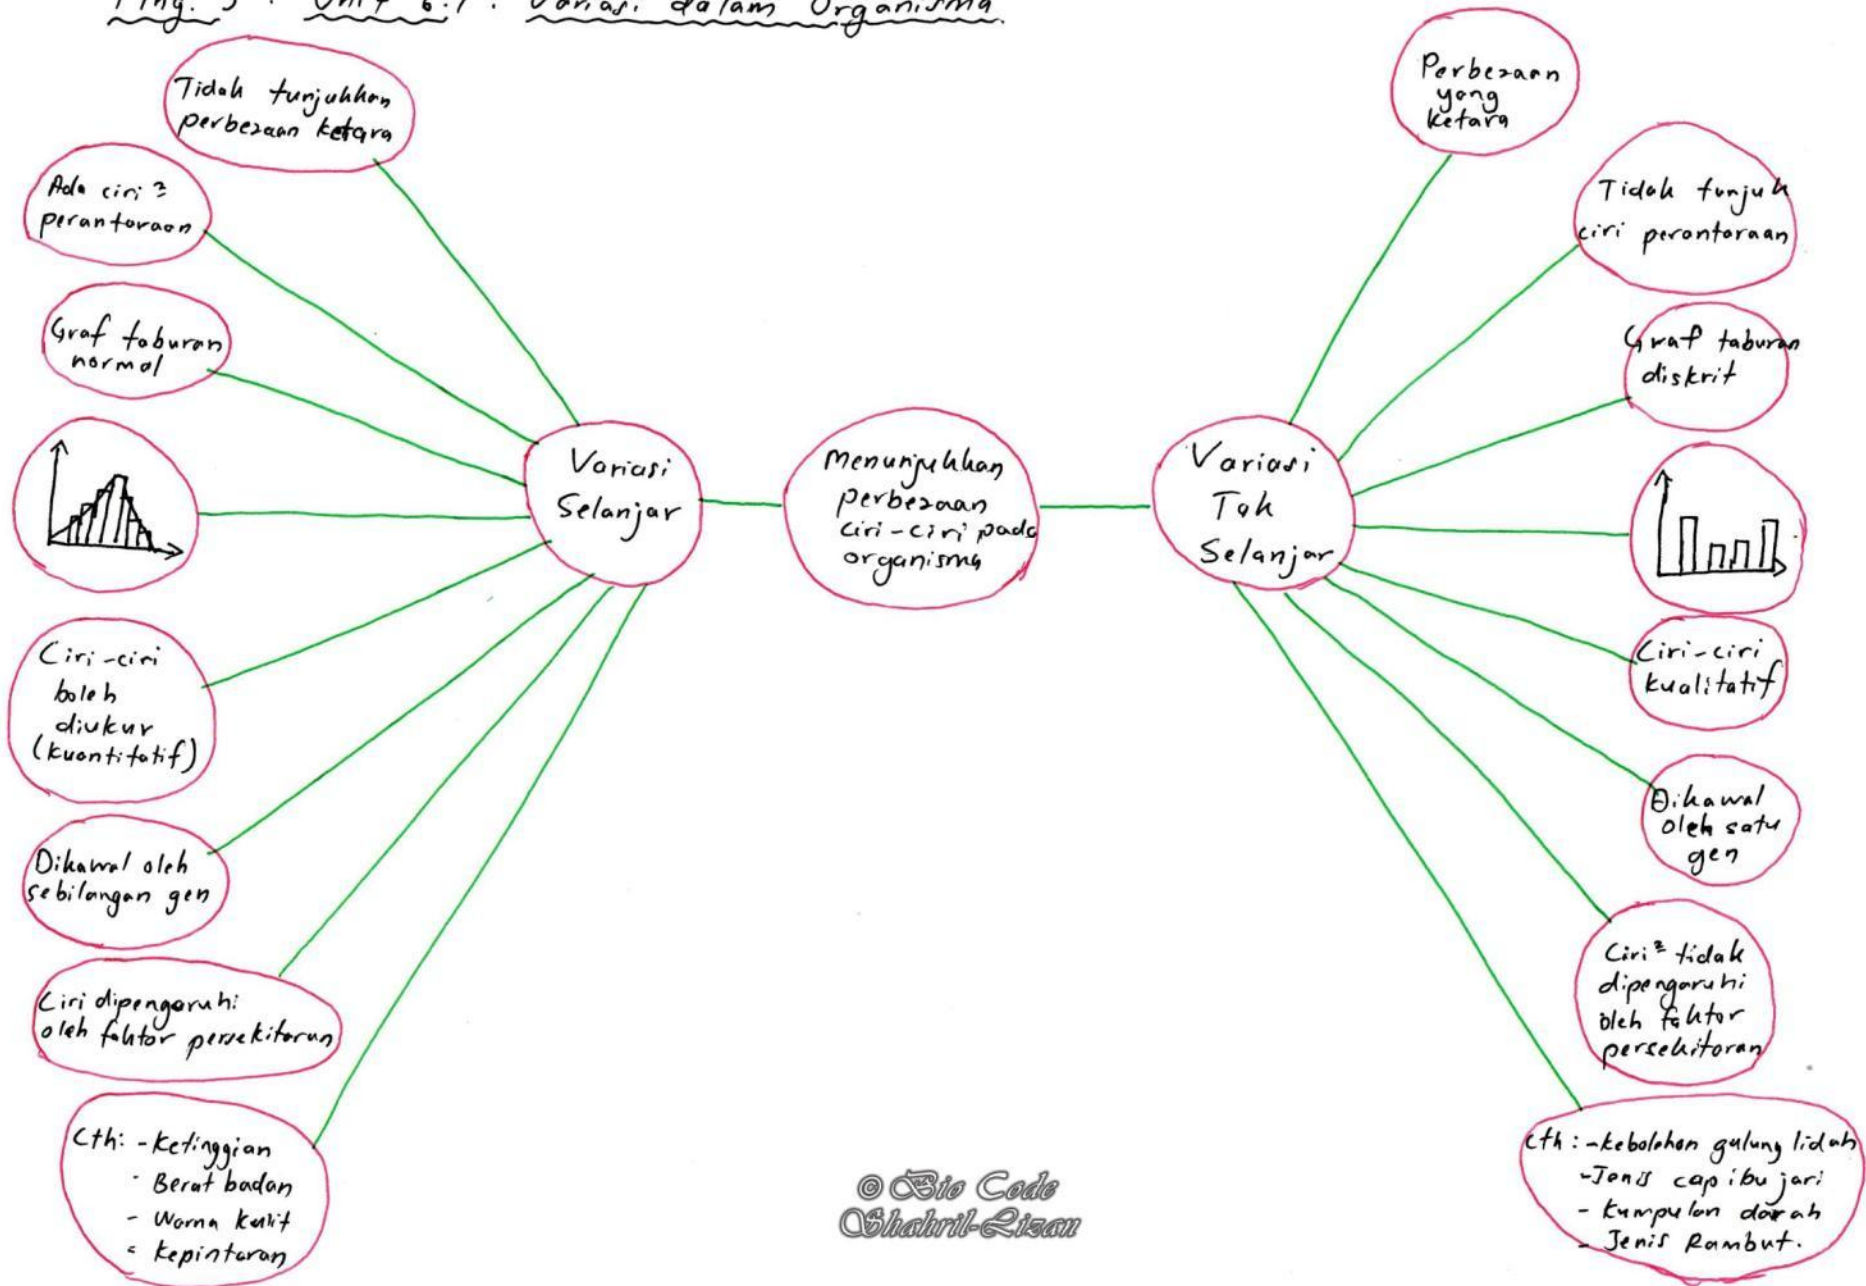 Ting. 5 : Unit 6.1 : Variasi dalam Organisma.
Tidak tunjukkan
perbezaan ketara
Ada ciri²
perantaraan
Graf taburan
normal
Ciri-ciri
boleh
diukur
(kuantitatif)
Dikawal oleh
sebilangan gen
Ciri dipengaruhi
oleh faktor persekitaran
Cth: - Ketinggian
- Berat badan
- Warna kulit
- Kepintaran
Variasi
Selanjar
Menunjukkan
perbezaan
ciri-ciri pada
organisma
Variasi
Tak
Selanjar
Perbezaan
yang
ketara
Tidak tunjuk
ciri perantaraan
Graf taburan
diskrit
Ciri-ciri
kualitatif
Dikawal
oleh satu
gen
Ciri² tidak
dipengaruhi
oleh faktor
persekitaran
Cth : - kebolehan gulung lidah
- Jenis cap ibu jari
- Kumpulan darah
- Jenis Rambut.
© Bio Code
Shahril-Lizan